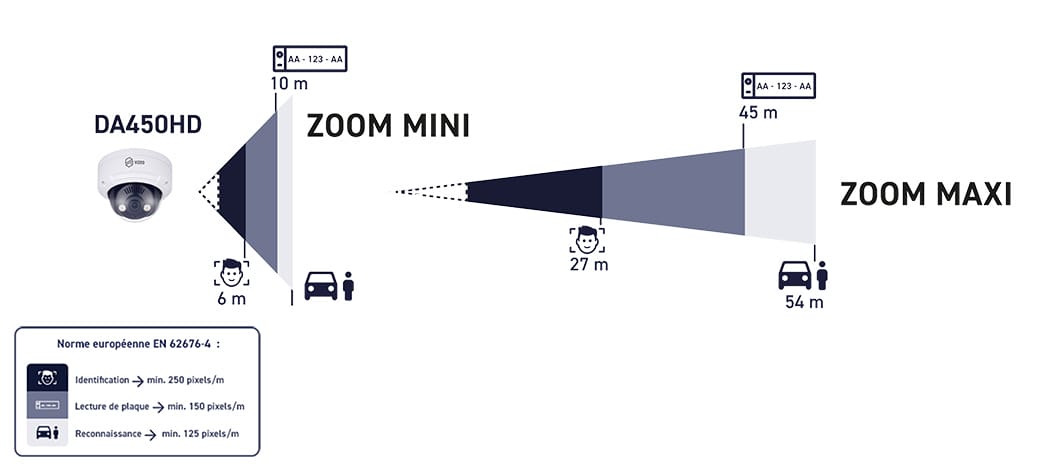 AA - 123 - AA
10 m
DA450HD
ZOOM MINI
6 m
AA - 123 - AA
45 m
ZOOM MAXI
27 m
54 m
Norme européenne EN 62676-4 :
Identification → min. 250 pixels/m
Lecture de plaque → min. 150 pixels/m
Reconnaissance → min. 125 pixels/m